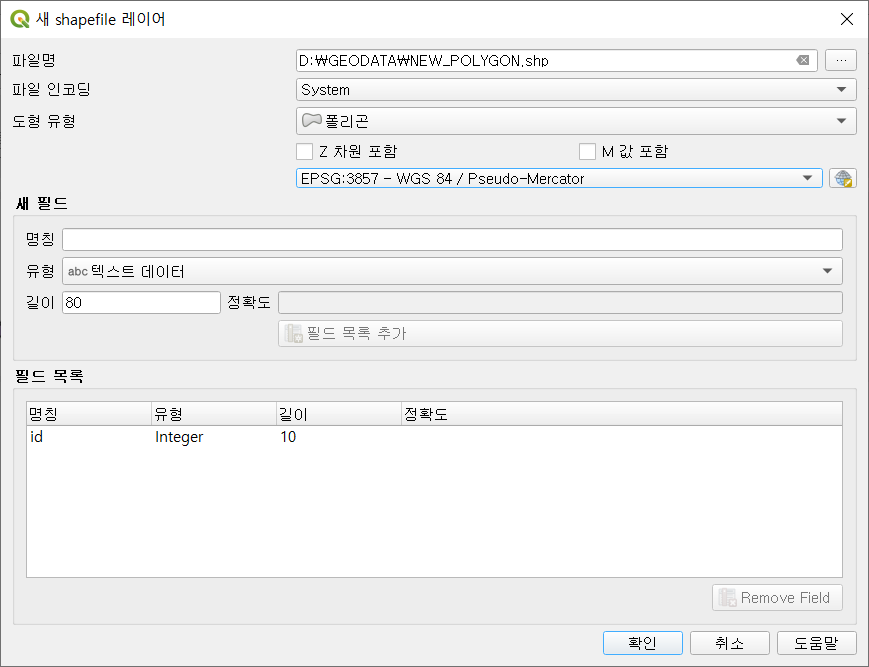 새 shapefile 레이어
파일명 D:₩GEODATA₩NEW_POLYGON.shp ...
파일 인코딩 System
도형 유형 폴리곤
Z 차원 포함 M 값 포함
EPSG:3857 - WGS 84 / Pseudo-Mercator
새 필드
명칭
유형 abc 텍스트 데이터
길이 80 정확도
필드 목록 추가
필드 목록
명칭 유형 길이 정확도
id Integer 10
Remove Field
확인 취소 도움말